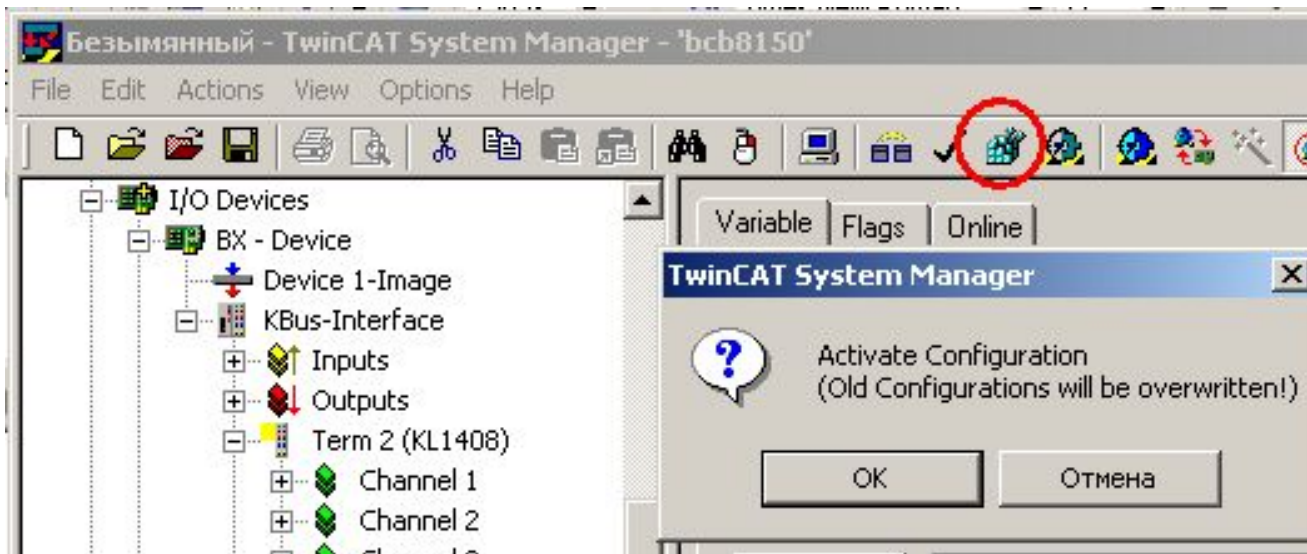 Безымянный - TwinCAT System Manager - 'bcb8150'
File Edit Actions View Options Help
I/O Devices
BX - Device
Device 1-Image
KBus-Interface
Inputs
Outputs
Term 2 (KL1408)
Channel 1
Channel 2
Variable Flags Online
TwinCAT System Manager
Activate Configuration
(Old Configurations will be overwritten!)
OK Отмена